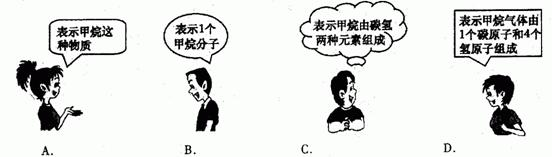 表示甲烷这
种物质
表示1个
甲烷分子
表示甲烷由碳氢
两种元素组成
表示甲烷气体由
1个碳原子和4个
氢原子组成
A.
B.
C.
D.